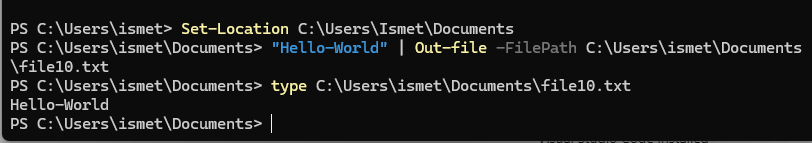 PS C:\Users\ismet> Set-Location C:\Users\Ismet\Documents
PS C:\Users\ismet\Documents> "Hello-World" | Out-file -FilePath C:\Users\ismet\Documents
\file10.txt
PS C:\Users\ismet\Documents> type C:\Users\ismet\Documents\file10.txt
Hello-World
PS C:\Users\ismet\Documents>